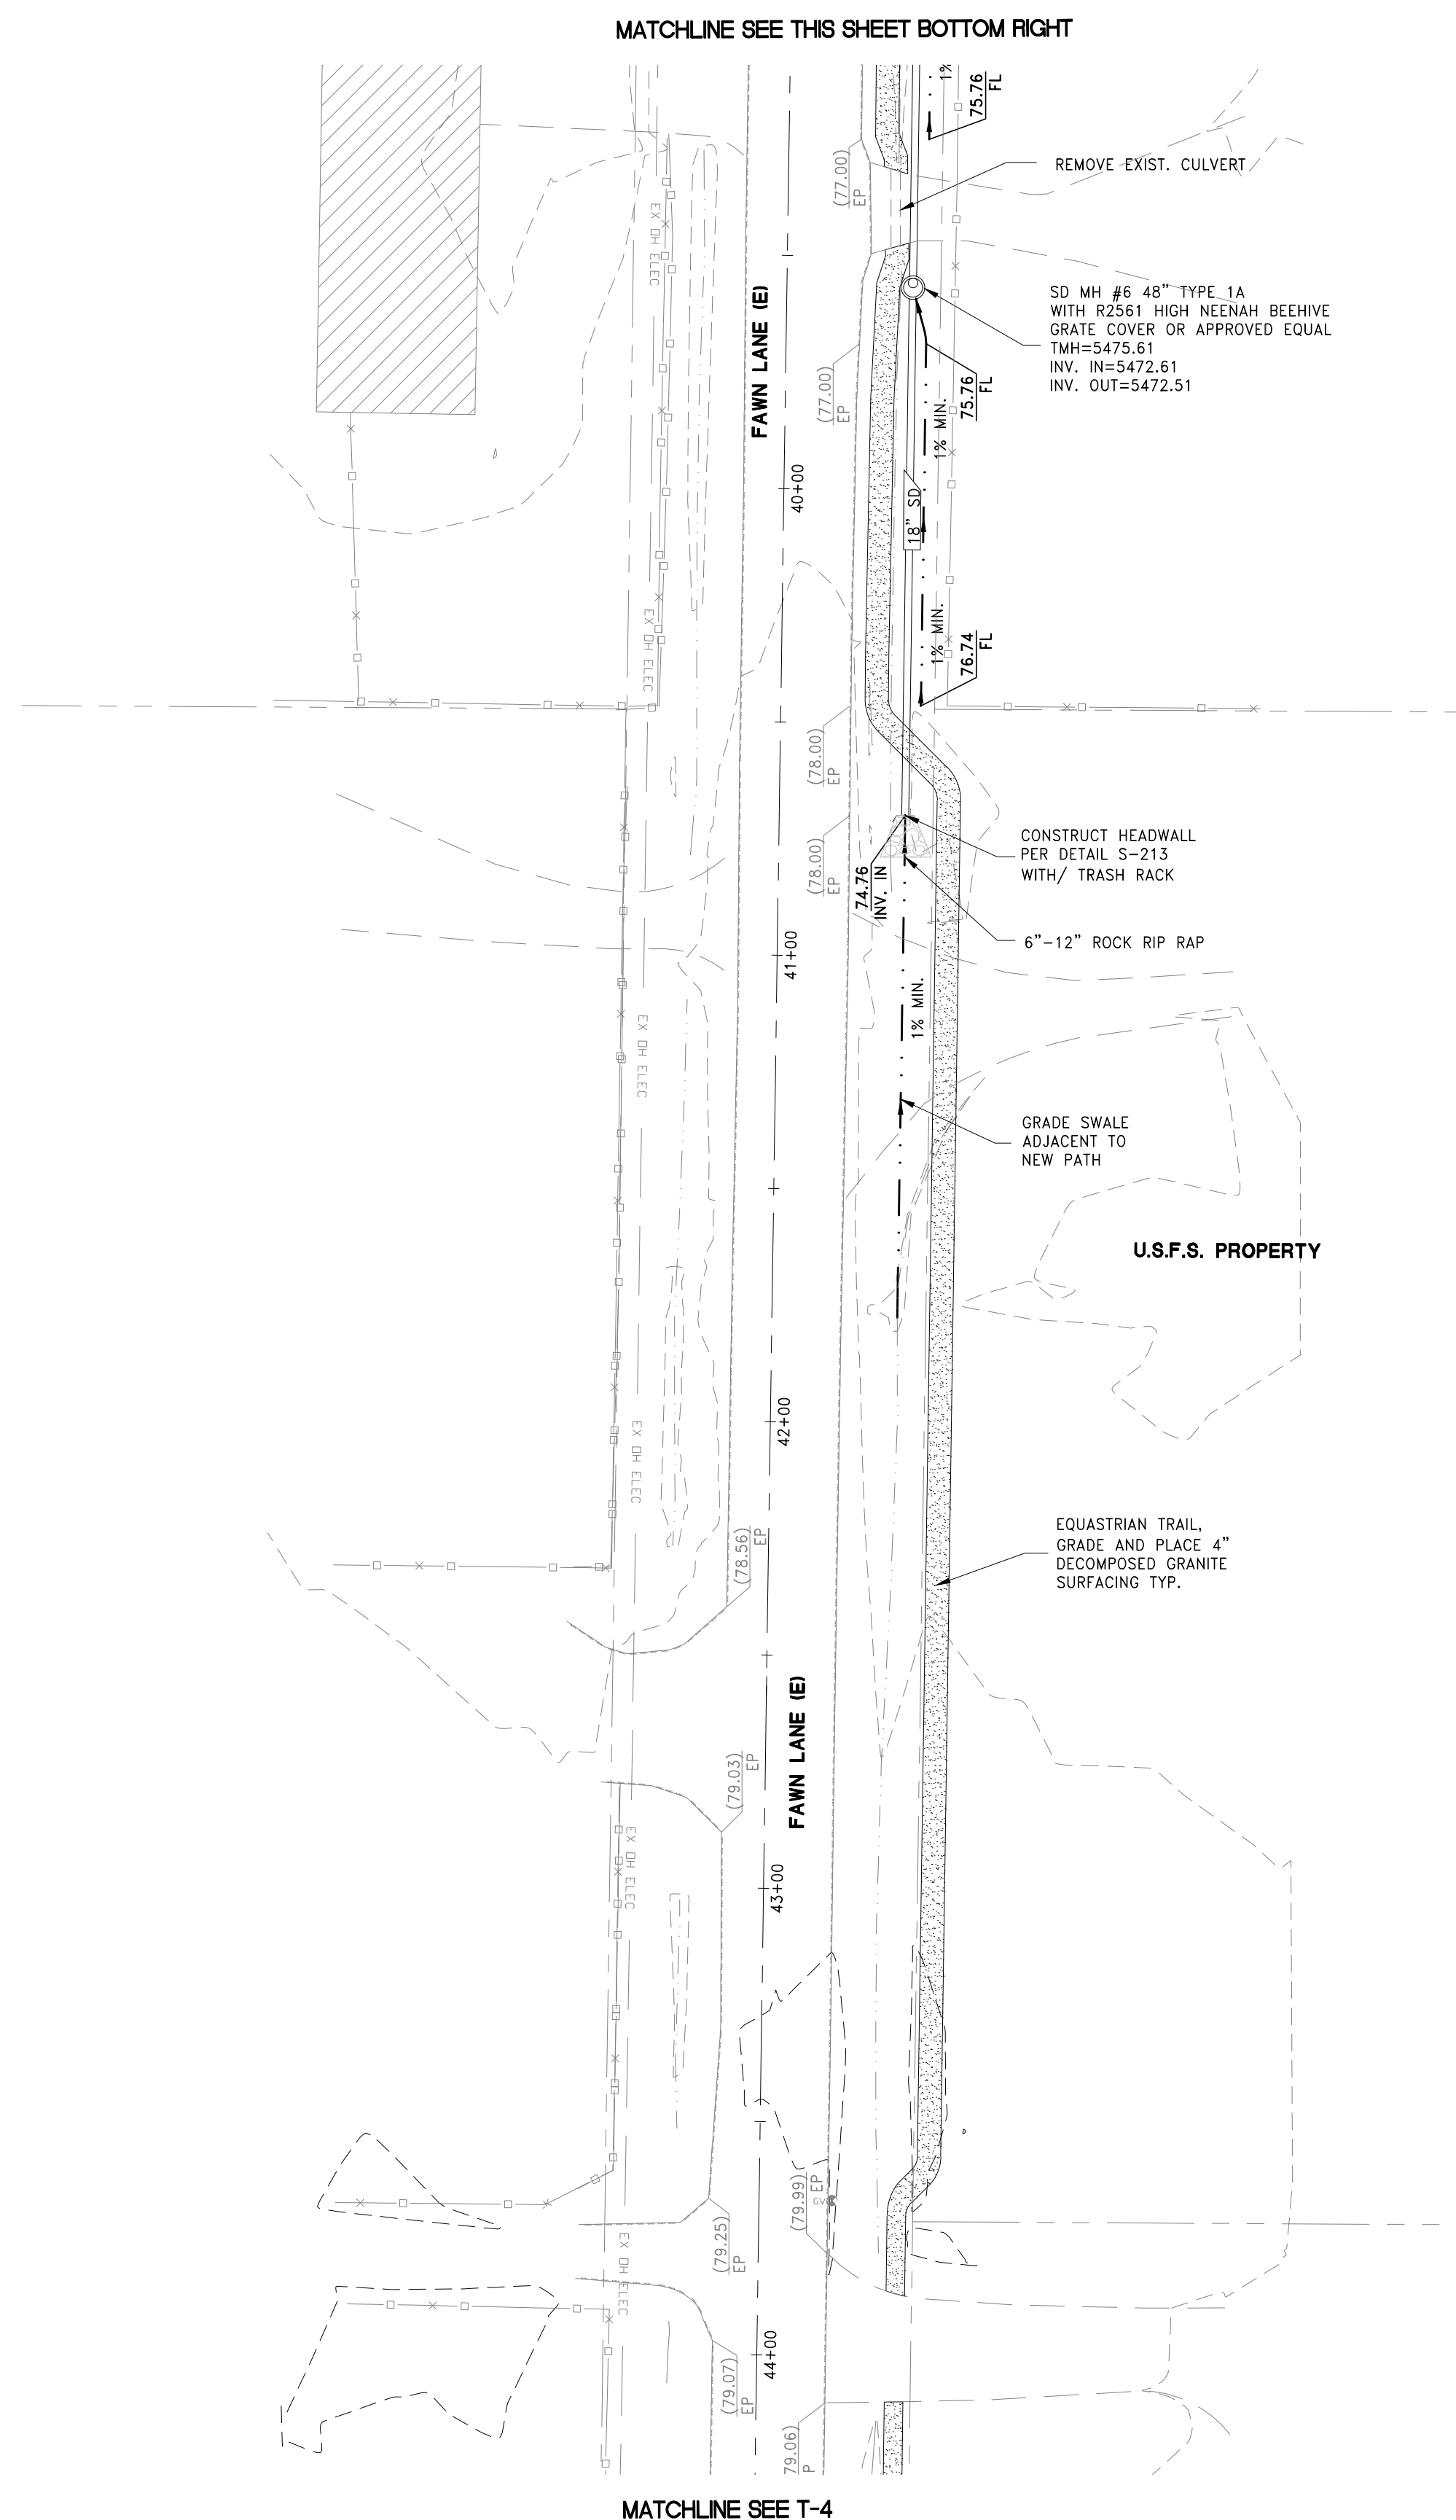 MATCHLINE SEE THIS SHEET BOTTOM RIGHT
1%
75.76
FL
REMOVE EXIST. CULVERT
(77.00)
EP
EX OH ELEC
FAWN LANE (E)
SD MH #6 48" TYPE 1A
WITH R2561 HIGH NEENAH BEEHIVE
GRATE COVER OR APPROVED EQUAL
TMH=5475.61
INV. IN=5472.61
INV. OUT=5472.51
(77.00)
EP
75.76
FL
1% MIN.
40+00
18" SD
1% MIN.
76.74
FL
EX OH ELEC
(78.00)
EP
(78.00)
EP
CONSTRUCT HEADWALL
PER DETAIL S-213
WITH/ TRASH RACK
74.76
INV. IN
6"-12" ROCK RIP RAP
41+00
1% MIN.
EX OH ELEC
GRADE SWALE
ADJACENT TO
NEW PATH
U.S.F.S. PROPERTY
42+00
EX OH ELEC
(78.56)
EP
EQUASTRIAN TRAIL,
GRADE AND PLACE 4"
DECOMPOSED GRANITE
SURFACING TYP.
FAWN LANE (E)
(79.03)
EP
43+00
EX OH ELEC
(79.99)
EP
GV
(79.25)
EP
EX OH ELEC
44+00
(79.07)
EP
79.06)
P
MATCHLINE SEE T-4